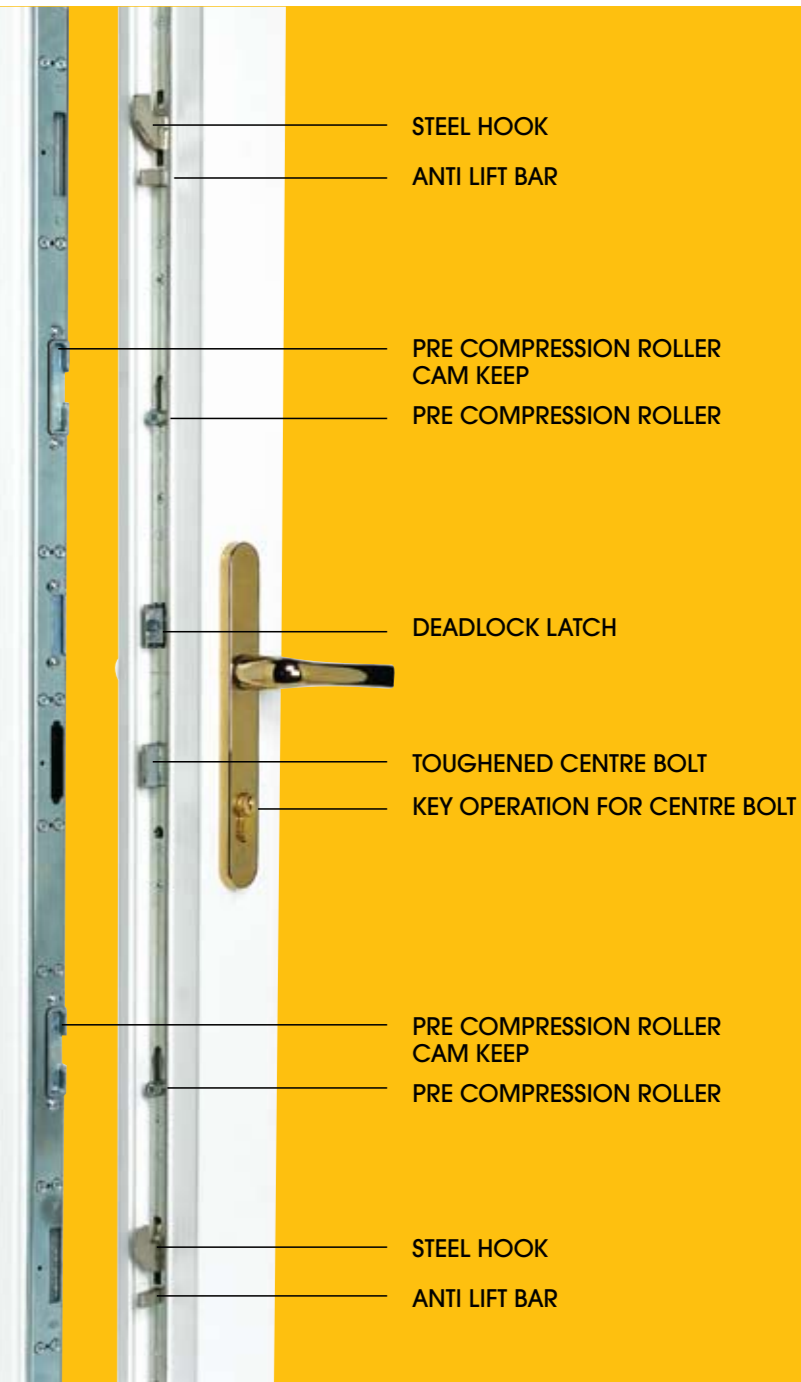 STEEL HOOK
ANTI LIFT BAR
PRE COMPRESSION ROLLER
CAM KEEP
PRE COMPRESSION ROLLER
DEADLOCK LATCH
TOUGHENED CENTRE BOLT
KEY OPERATION FOR CENTRE BOLT
PRE COMPRESSION ROLLER
CAM KEEP
PRE COMPRESSION ROLLER
STEEL HOOK
ANTI LIFT BAR